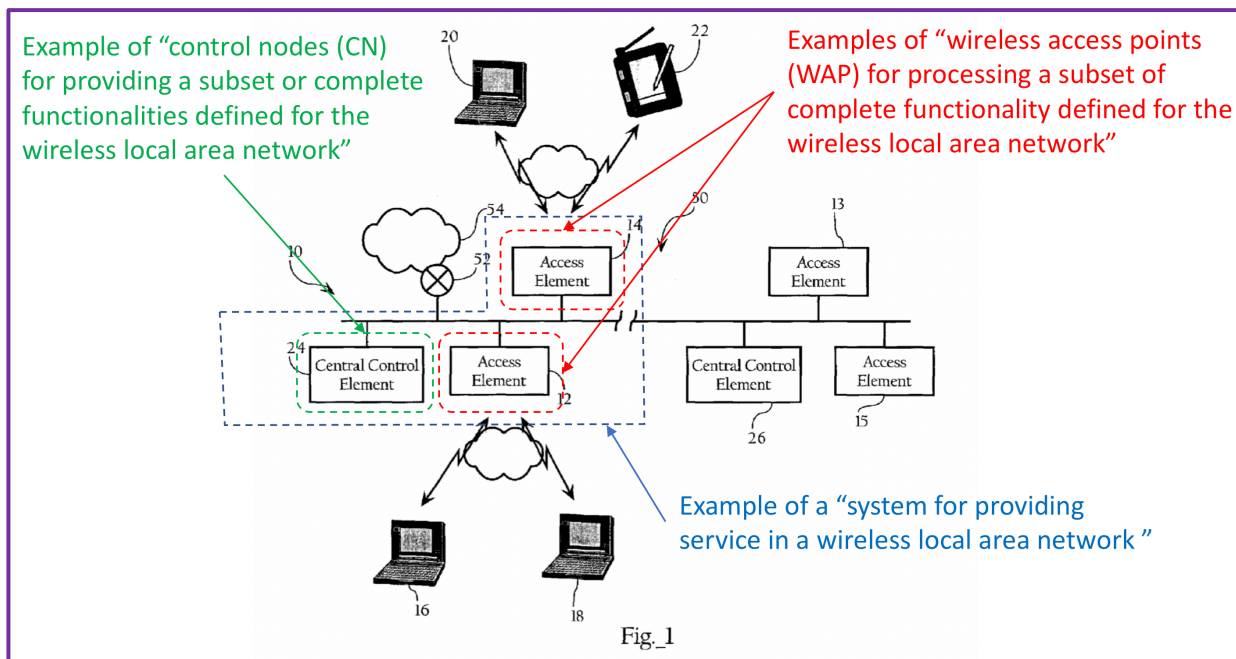 Example of “control nodes (CN)
for providing a subset or complete
functionalities defined for the
wireless local area network”
20
22
Examples of “wireless access points
(WAP) for processing a subset of
complete functionality defined for the
wireless local area network”
54
14
50
13
10
52
Access
Element
Access
Element
24
Central Control
Element
Access
Element
12
Central Control
Element
Access
Element
26
15
Example of a “system for providing
service in a wireless local area network ”
16
18
Fig._1